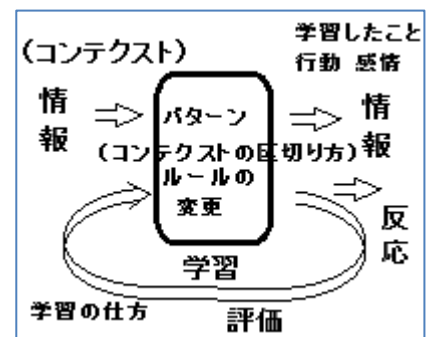 学習したこと
(コンテクスト)
行動 感情
情報
パターン
情報
(コンテクストの区切り方)
ルールの
変更
反応
学習
学習の仕方
評価